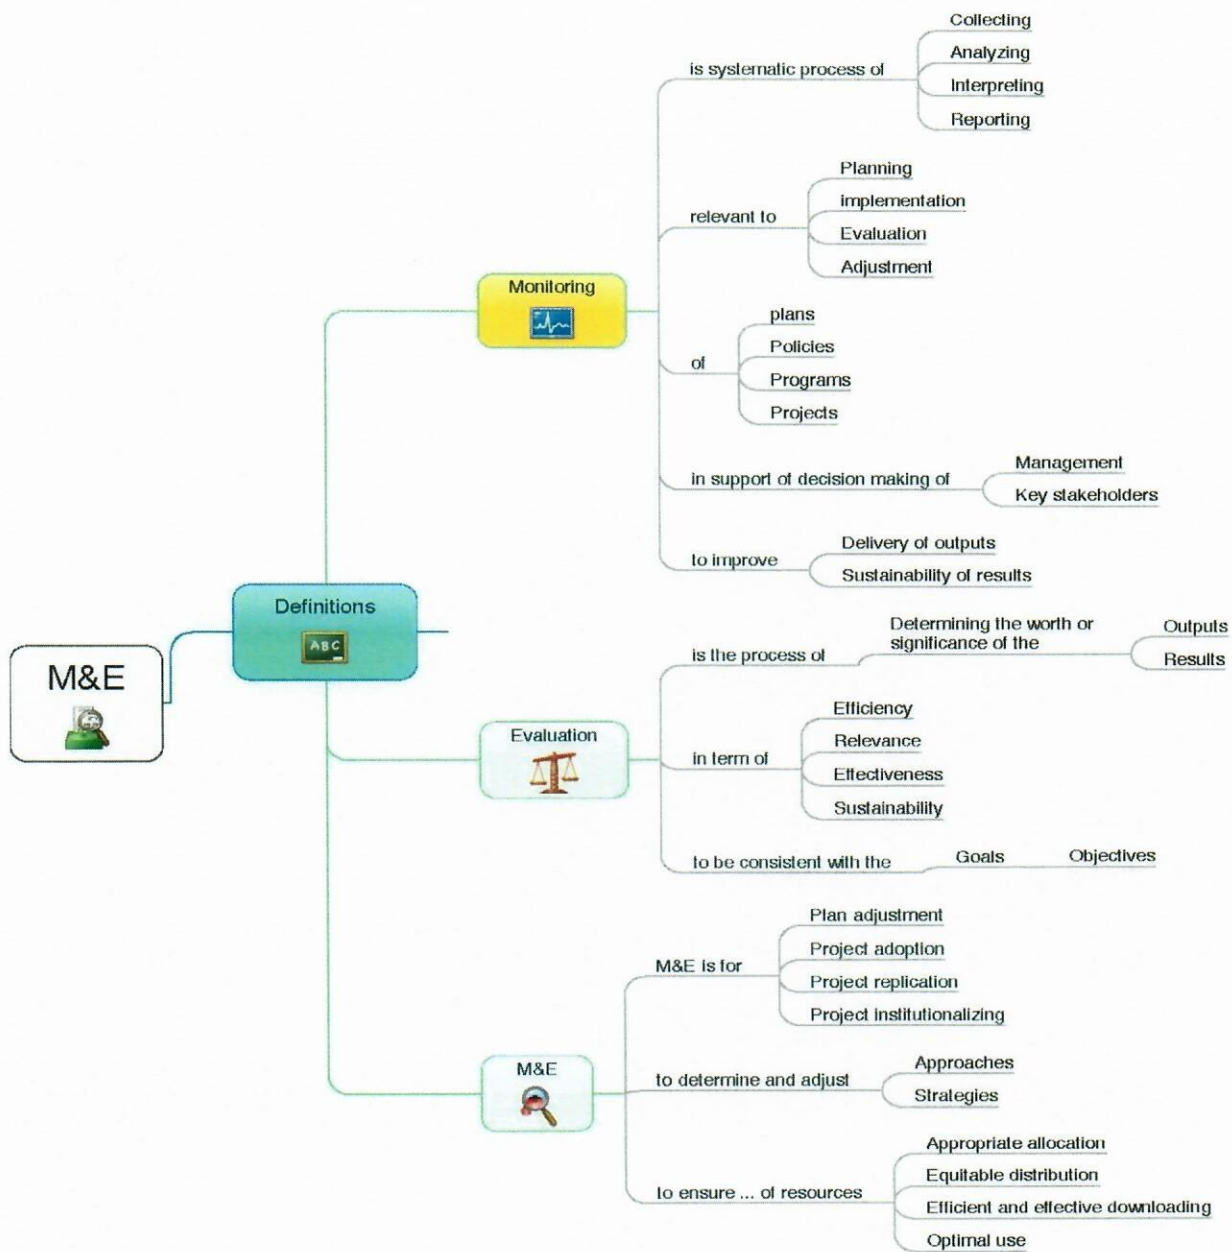 M&E
Definitions
ABC
Monitoring
is systematic process of
Collecting
Analyzing
Interpreting
Reporting
relevant to
Planning
implementation
Evaluation
Adjustment
of
plans
Policies
Programs
Projects
in support of decision making of
Management
Key stakeholders
to improve
Delivery of outputs
Sustainability of results
Evaluation
is the process of
Determining the worth or
significance of the
Outputs
Results
in term of
Efficiency
Relevance
Effectiveness
Sustainability
to be consistent with the
Goals
Objectives
M&E
M&E is for
Plan adjustment
Project adoption
Project replication
Project institutionalizing
to determine and adjust
Approaches
Strategies
to ensure ... of resources
Appropriate allocation
Equitable distribution
Efficient and effective downloading
Optimal use